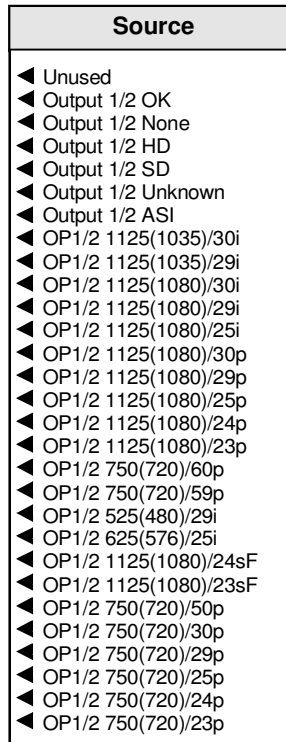 Source
Unused
Output 1/2 OK
Output 1/2 None
Output 1/2 HD
Output 1/2 SD
Output 1/2 Unknown
Output 1/2 ASI
OP1/2 1125(1035)/30i
OP1/2 1125(1035)/29i
OP1/2 1125(1080)/30i
OP1/2 1125(1080)/29i
OP1/2 1125(1080)/25i
OP1/2 1125(1080)/30p
OP1/2 1125(1080)/29p
OP1/2 1125(1080)/25p
OP1/2 1125(1080)/24p
OP1/2 1125(1080)/23p
OP1/2 750(720)/60p
OP1/2 750(720)/59p
OP1/2 525(480)/29i
OP1/2 625(576)/25i
OP1/2 1125(1080)/24sF
OP1/2 1125(1080)/23sF
OP1/2 750(720)/50p
OP1/2 750(720)/30p
OP1/2 750(720)/29p
OP1/2 750(720)/25p
OP1/2 750(720)/24p
OP1/2 750(720)/23p